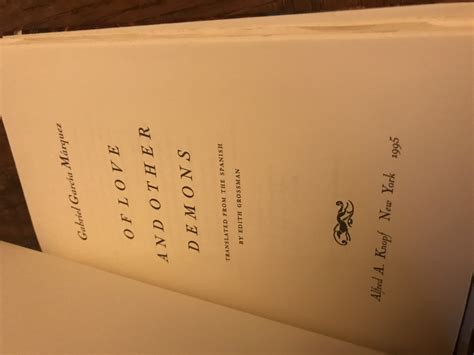 Gabriel García Márquez
OF LOVE
AND OTHER
DEMONS
TRANSLATED FROM THE SPANISH
BY EDITH GROSSMAN
Alfred A. Knopf New York 1995